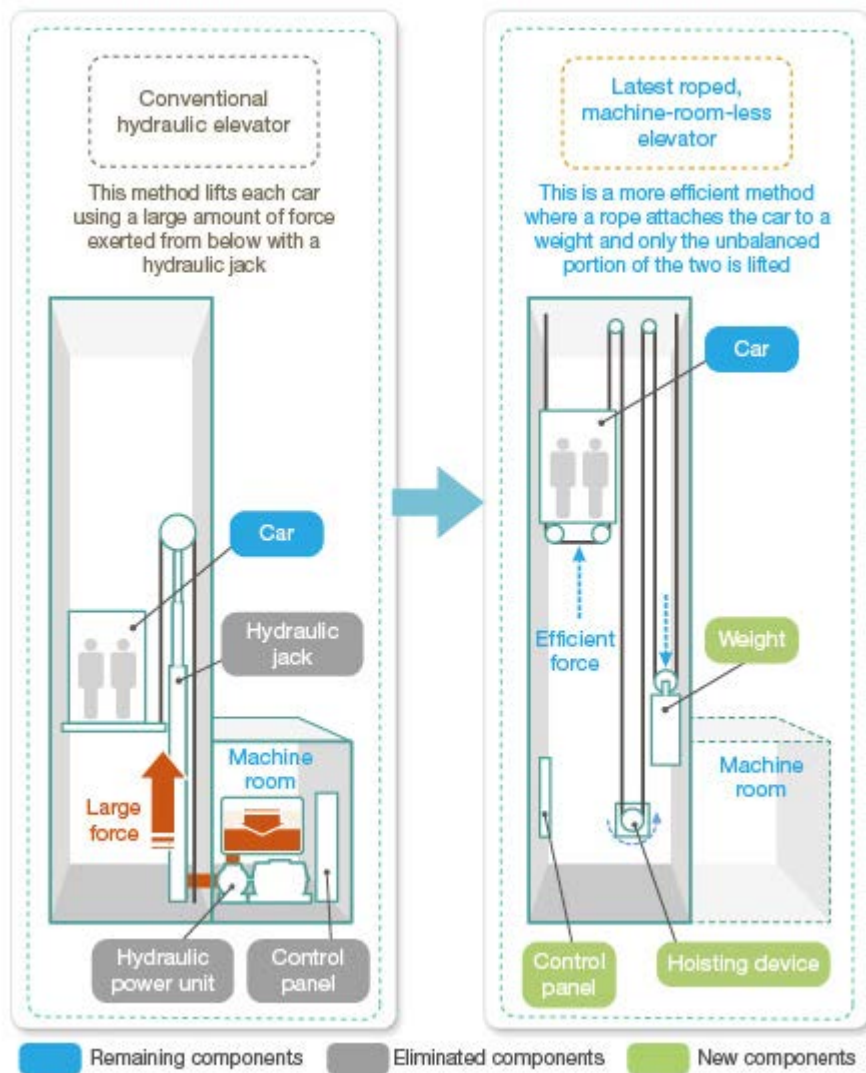 Conventional
hydraulic elevator
This method lifts each car
using a large amount of force
exerted from below with a
hydraulic jack
Car
Hydraulic
jack
Machine
room
Large
force
Hydraulic
power unit
Control
panel
Latest roped,
machine-room-less
elevator
This is a more efficient method
where a rope attaches the car to a
weight and only the unbalanced
portion of the two is lifted
Car
Efficient
force
Weight
Machine
room
Control
panel
Hoisting device
Remaining components
Eliminated components
New components